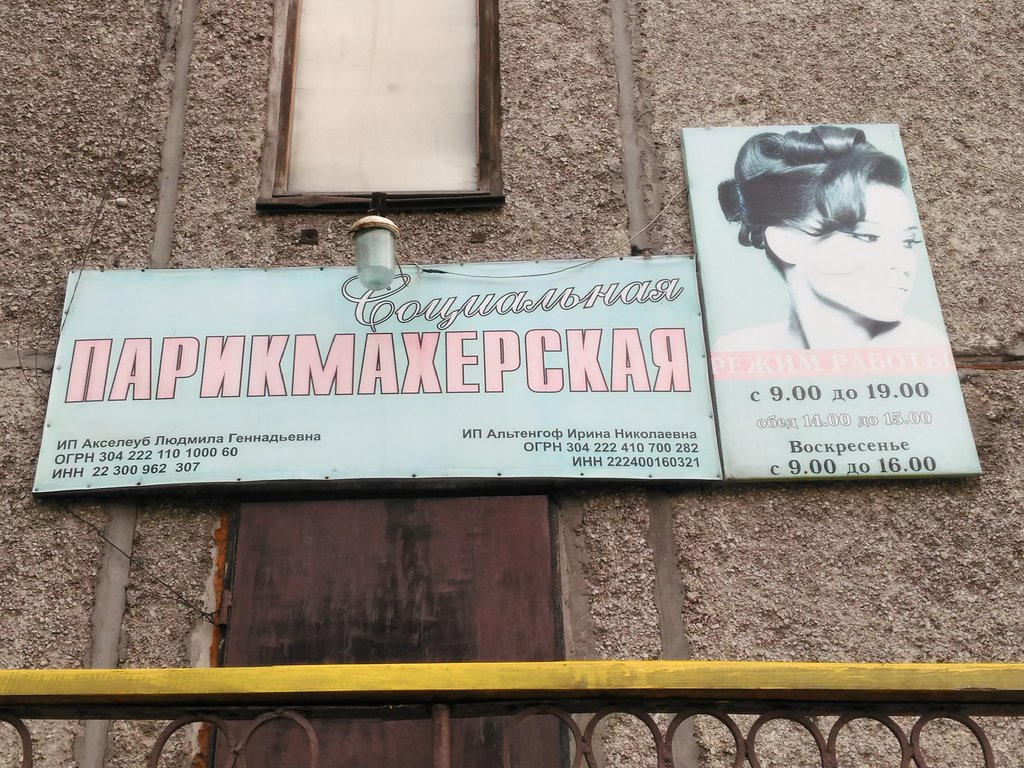 Социальная
ПАРИКМАХЕРСКАЯ
ИП Акселеуб Людмила Геннадьевна
ОГРН 304 222 110 1000 60
ИНН 22 300 962 307
ИП Альтенгоф Ирина Николаевна
ОГРН 304 222 410 700 282
ИНН 222400160321
РЕЖИМ РАБОТЫ
с 9.00 до 19.00
обед 14.00 до 15.00
Воскресенье
с 9.00 до 16.00